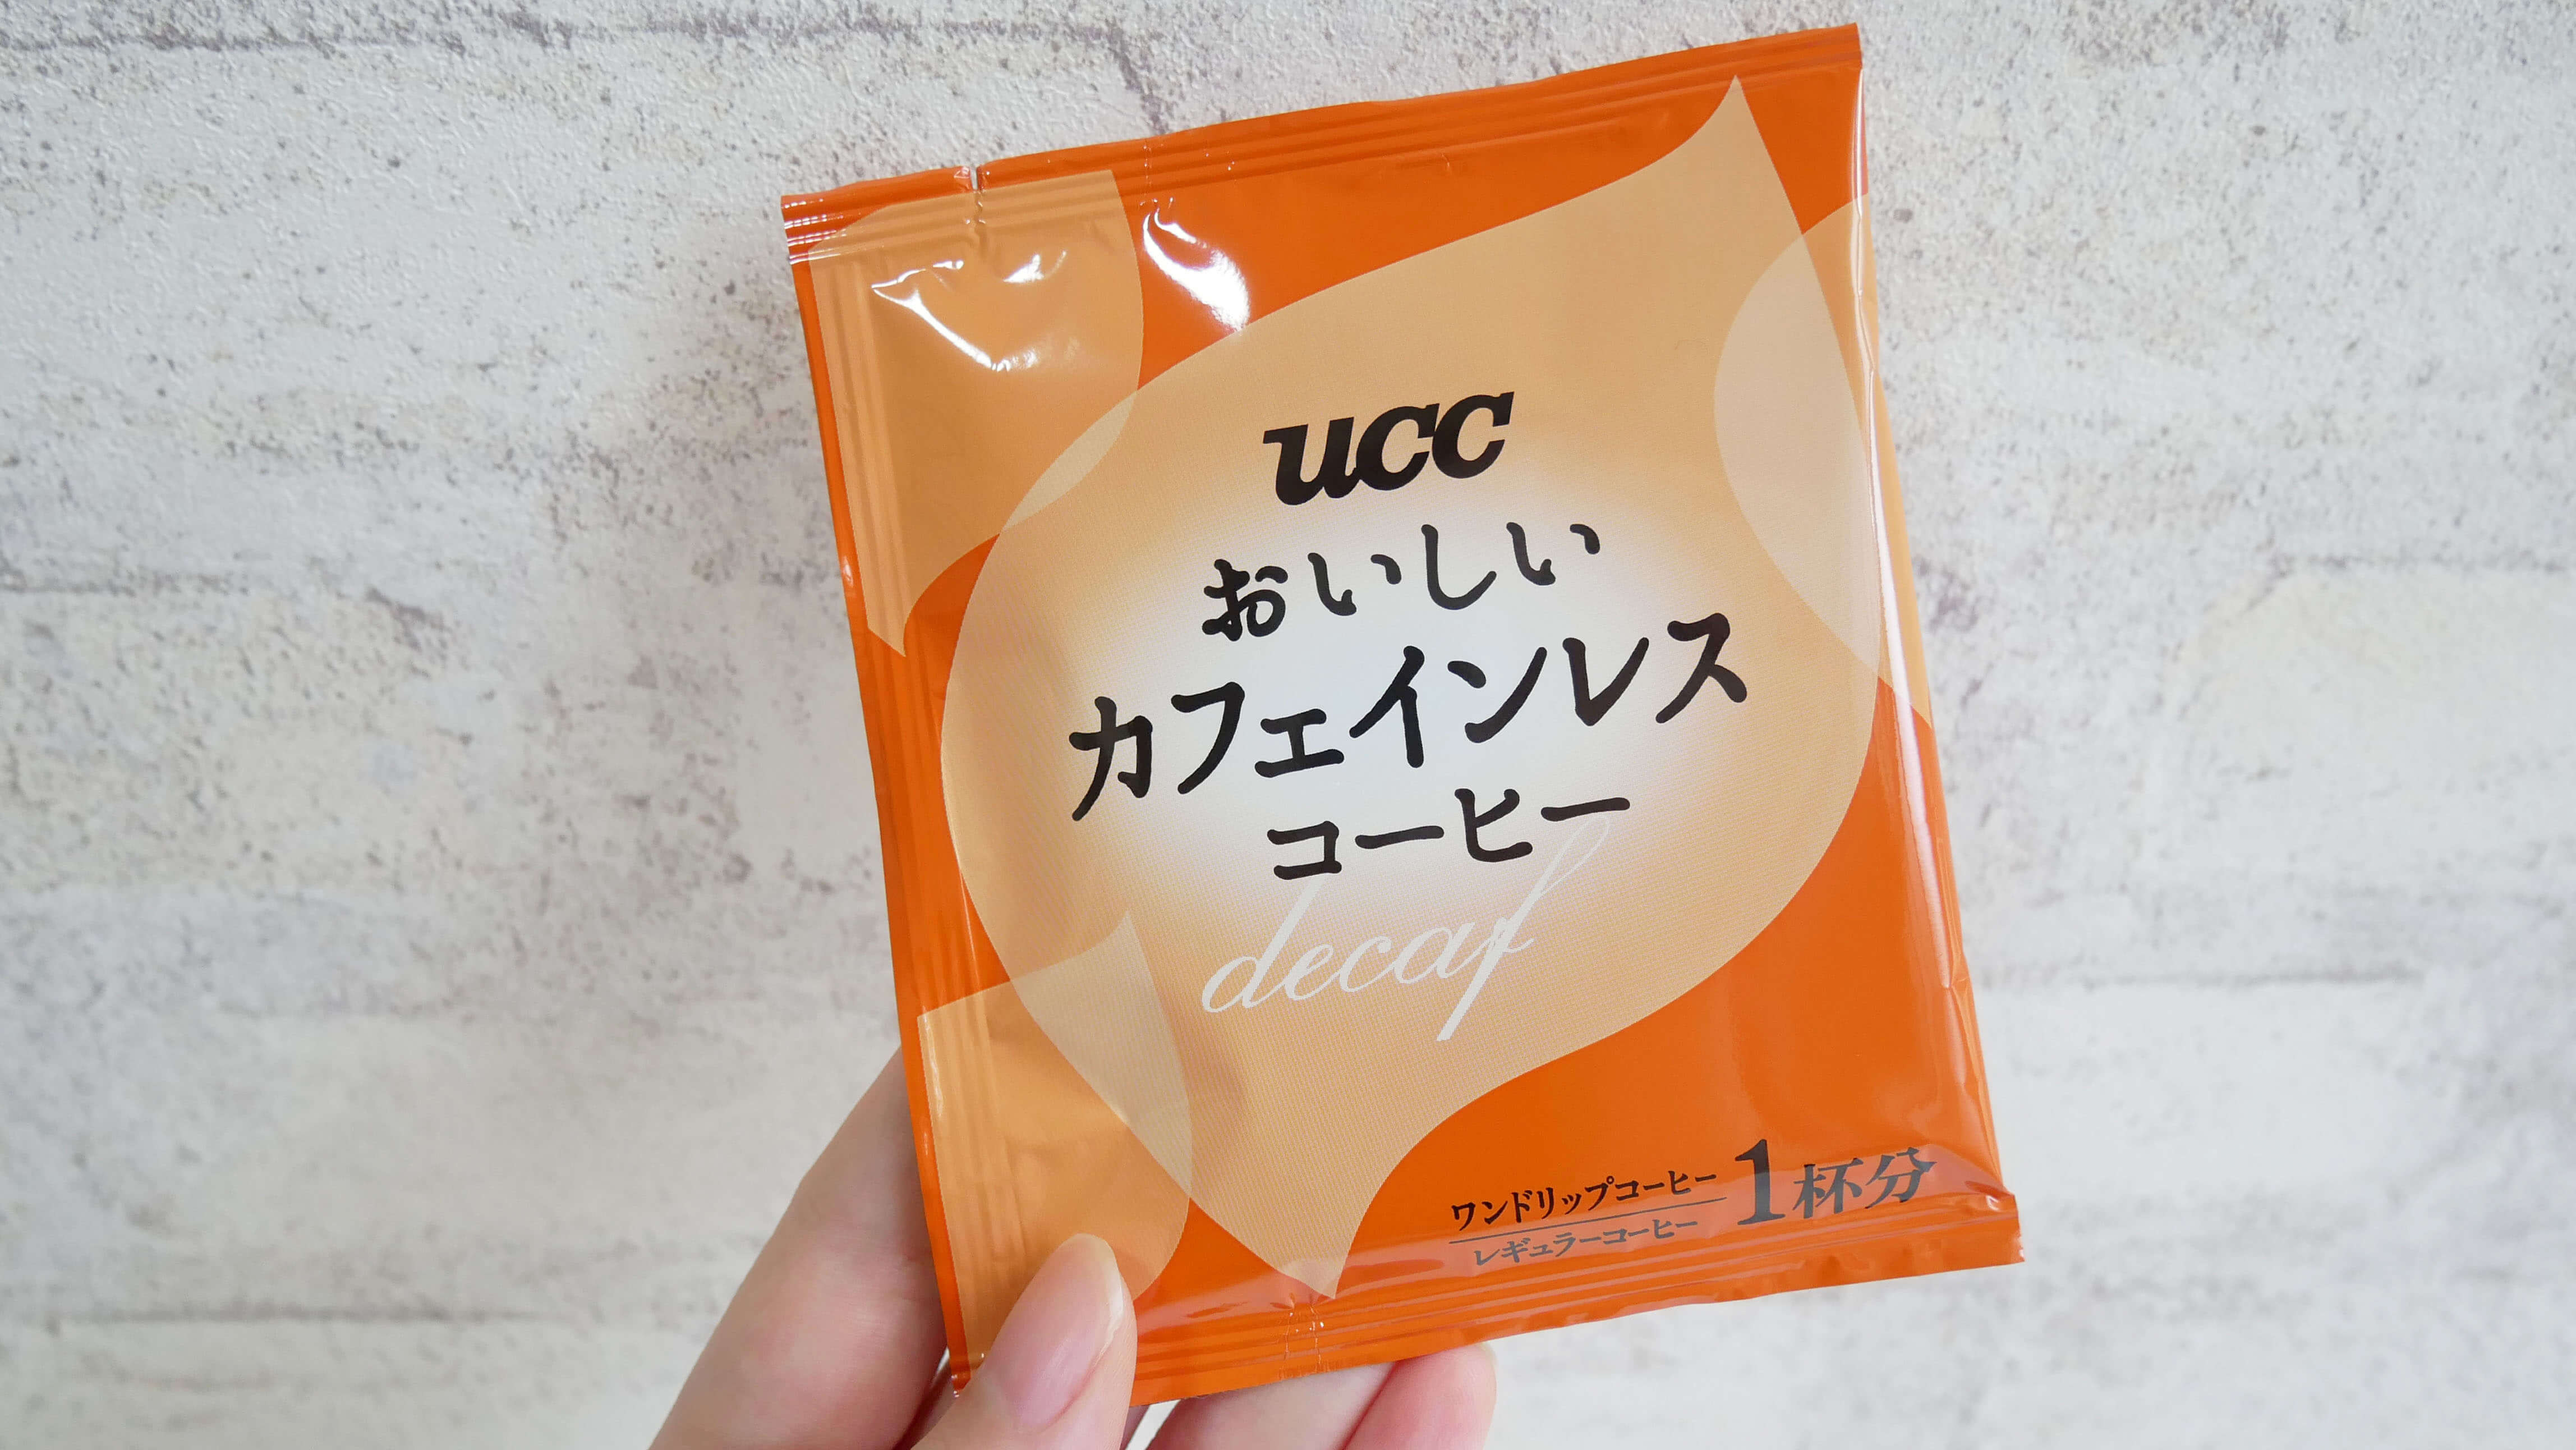 ucc
おいしい
カフェインレス
コーヒー
decaf
ワンドリップコーヒー
レギュラーコーヒー
1杯分